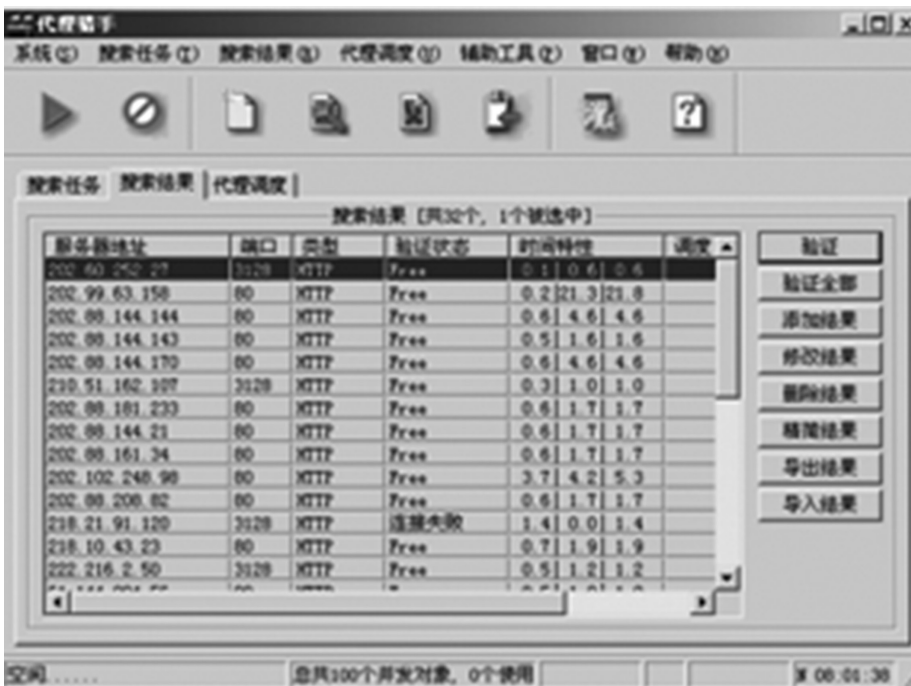 代理猎手
系统(S) 搜索任务(T) 搜索结果(R) 代理调度(V) 辅助工具(P) 窗口(W) 帮助(H)
搜索任务 搜索结果 代理调度
搜索结果 [共32个, 1个被选中]
服务器地址 端口 类型 验证状态 时间特性 调度
202.60.252.27 3128 HTTP Free 0.1| 0.6| 0.6
202.99.63.158 80 HTTP Free 0.2|21.3|21.8
202.88.144.144 80 HTTP Free 0.6| 4.6| 4.6
202.88.144.143 80 HTTP Free 0.5| 1.6| 1.6
202.88.144.170 80 HTTP Free 0.6| 4.6| 4.6
210.51.162.107 3128 HTTP Free 0.3| 1.0| 1.0
202.88.181.233 80 HTTP Free 0.6| 1.7| 1.7
202.88.144.21 80 HTTP Free 0.6| 1.7| 1.7
202.88.161.34 80 HTTP Free 0.6| 1.7| 1.7
202.102.248.98 80 HTTP Free 3.7| 4.2| 5.3
202.88.208.82 80 HTTP Free 0.6| 1.7| 1.7
218.21.91.120 3128 HTTP 连接失败 1.4| 0.0| 1.4
218.10.43.23 80 HTTP Free 0.7| 1.9| 1.9
222.216.2.50 3128 HTTP Free 0.5| 1.2| 1.2
验证
验证全部
添加结果
修改结果
删除结果
精简结果
导出结果
导入结果
空闲...... 总共100个并发对象, 0个使用 08:01:38